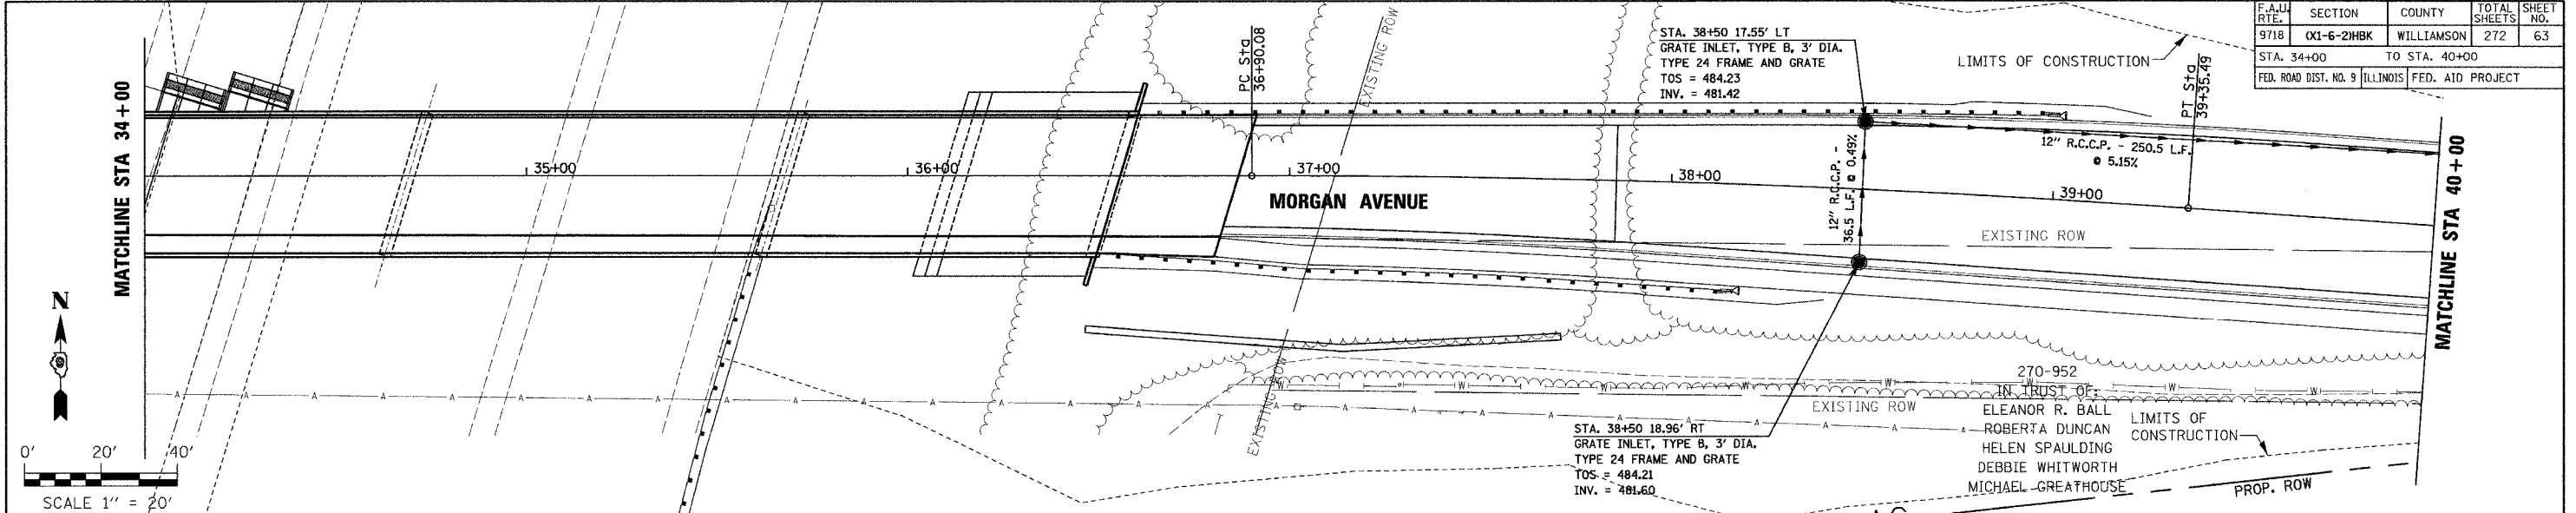 F.A.U. RTE. SECTION COUNTY TOTAL SHEETS SHEET NO.
9718 (X1-6-2)HBK WILLIAMSON 272 63
STA. 34+00 TO STA. 40+00
FED. ROAD DIST. NO. 9 ILLINOIS FED. AID PROJECT
MATCHLINE STA 34+00
35+00
36+00
PC Sta
36+90.08
EXISTING ROW
37+00
MORGAN AVENUE
STA. 38+50 17.55' LT
GRATE INLET, TYPE B, 3' DIA.
TYPE 24 FRAME AND GRATE
TOS = 484.23
INV. = 481.42
LIMITS OF CONSTRUCTION
PT Sta
39+35.49
12" R.C.C.P. - 250.5 L.F.
@ 5.15%
12" R.C.C.P. -
36.5 L.F. @ 0.49%
38+00
39+00
EXISTING ROW
MATCHLINE STA 40+00
N
0' 20' 40'
SCALE 1" = 20'
EXISTING ROW
STA. 38+50 18.96' RT
GRATE INLET, TYPE B, 3' DIA.
TYPE 24 FRAME AND GRATE
TOS = 484.21
INV. = 481.60
EXISTING ROW
270-952
IN TRUST OF:
ELEANOR R. BALL
ROBERTA DUNCAN
HELEN SPAULDING
DEBBIE WHITWORTH
MICHAEL GREATHOUSE
LIMITS OF
CONSTRUCTION
PROP. ROW